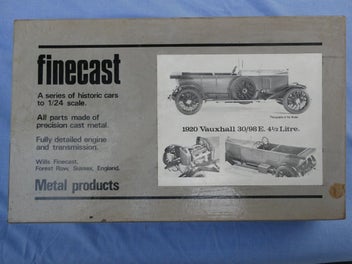 finecast
A series of historic cars
to 1/24 scale.
All parts made of
precision cast metal.
Fully detailed engine
and transmission.
Wills Finecast,
Forest Row, Sussex, England.
Metal products
1920 Vauxhall 30/98 E. 4½ Litre.